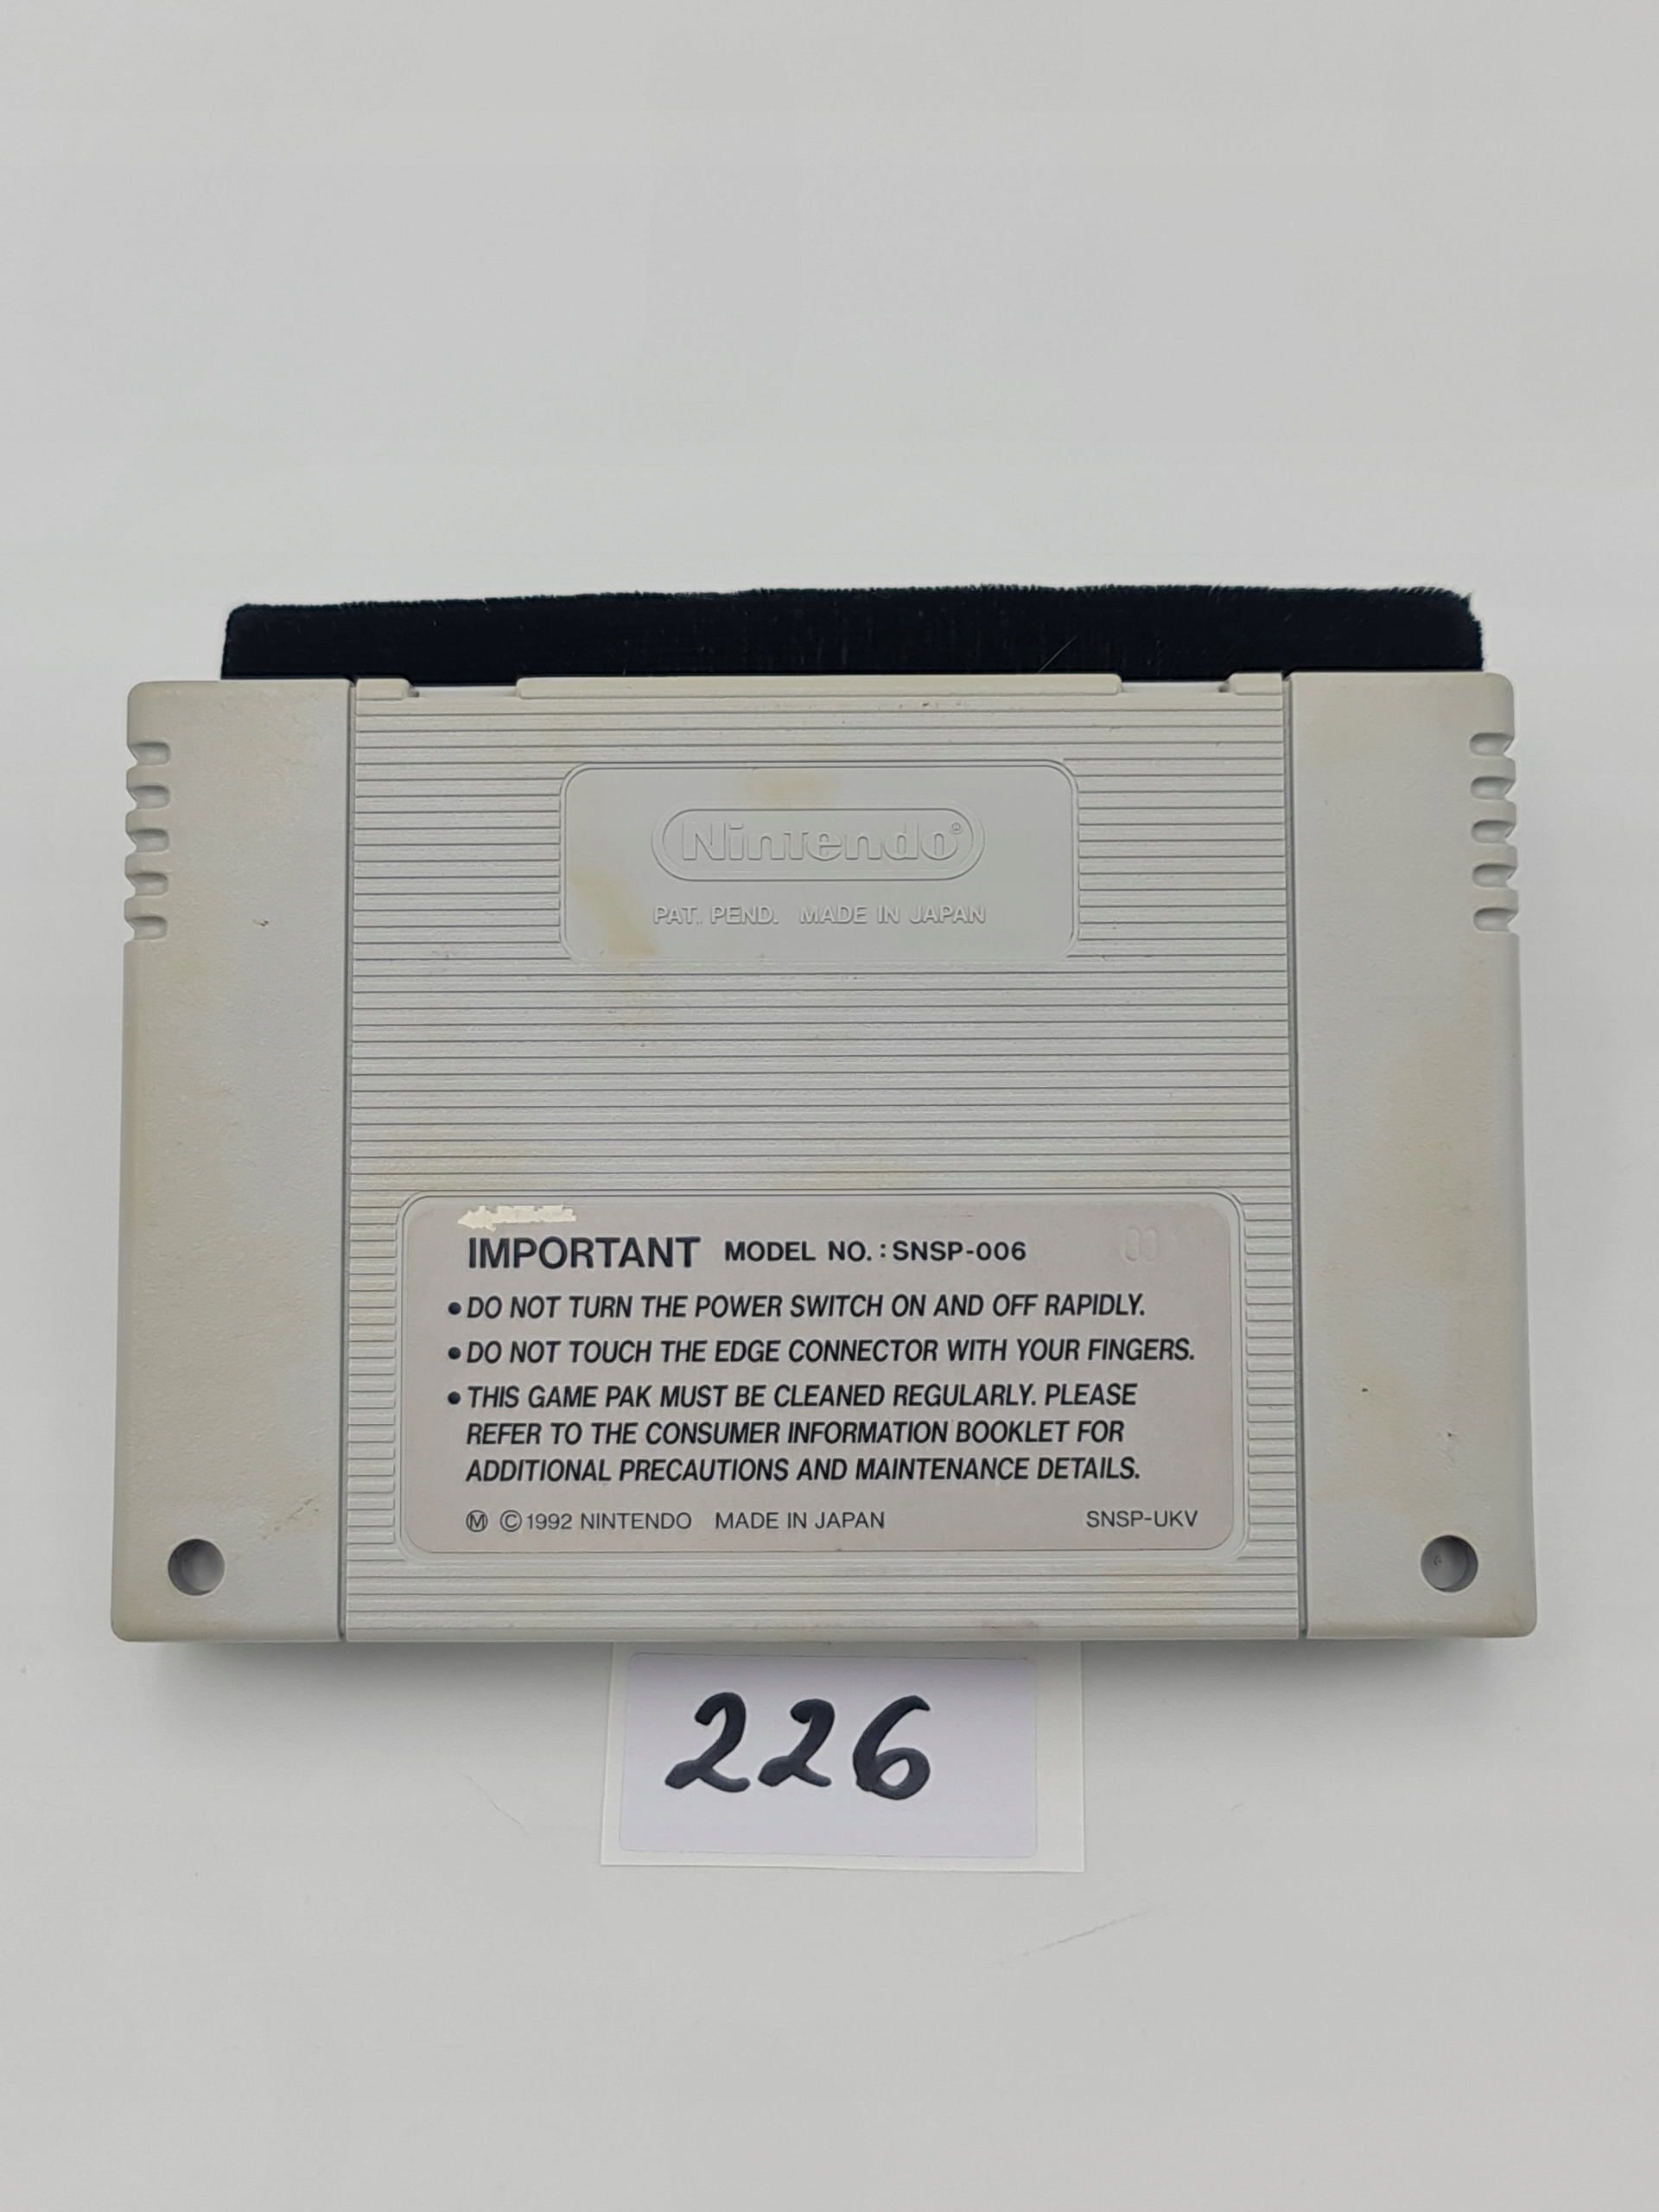 Nintendo®
PAT. PEND. MADE IN JAPAN
IMPORTANT MODEL NO.: SNSP-006
•DO NOT TURN THE POWER SWITCH ON AND OFF RAPIDLY.
•DO NOT TOUCH THE EDGE CONNECTOR WITH YOUR FINGERS.
•THIS GAME PAK MUST BE CLEANED REGULARLY. PLEASE
REFER TO THE CONSUMER INFORMATION BOOKLET FOR
ADDITIONAL PRECAUTIONS AND MAINTENANCE DETAILS.
Ⓜ ©1992 NINTENDO MADE IN JAPAN SNSP-UKV
226